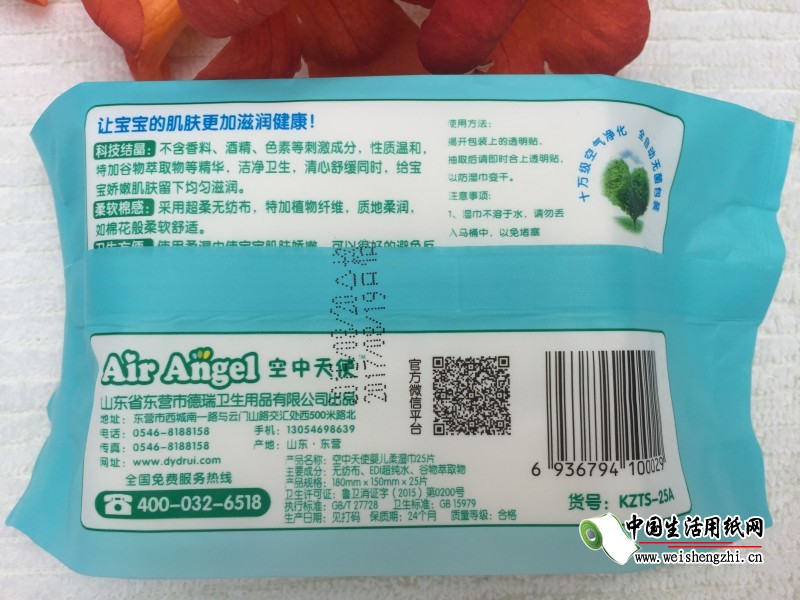 让宝宝的肌肤更加滋润健康！
科技结晶：不含香料、酒精、色素等刺激成分，性质温和，
特加谷物萃取物等精华，洁净卫生，清心舒缓同时，给宝
宝娇嫩肌肤留下均匀滋润。
柔软棉感：采用超柔无纺布，特加植物纤维，质地柔润，
如棉花般柔软舒适。
使用方法：
揭开包装上的透明贴，
抽取后请即时合上透明贴，
以防湿巾变干。
注意事项：
1、湿巾不溶于水，请勿丢
入马桶中，以免堵塞
十万级空气净化 全自动无菌包装
2017/08/19
Air Angel 空中天使
山东省东营市德瑞卫生用品有限公司出品
地址：东营市西城南一路与云门山路交汇处西500米路北
电话：0546-8188158 手机：13054698639
传真：0546-8188158 产地：山东·东营
网址：www.dydrui.com
全国免费服务热线
400-032-6518
产品名称：空中天使婴儿柔湿巾25片
主要成分：无纺布、EDI超纯水、谷物萃取物
产品规格：180mm×150mm×25片
卫生许可证：鲁卫消证字（2015）第0200号
执行标准：GB/T 27728 卫生标准：GB 15979
生产日期：见打码 保质期：24个月 质量等级：合格
官方微信平台
6 936794 100029
货号：KZTS-25A
中国生活用纸网
www.weishengzhi.cn